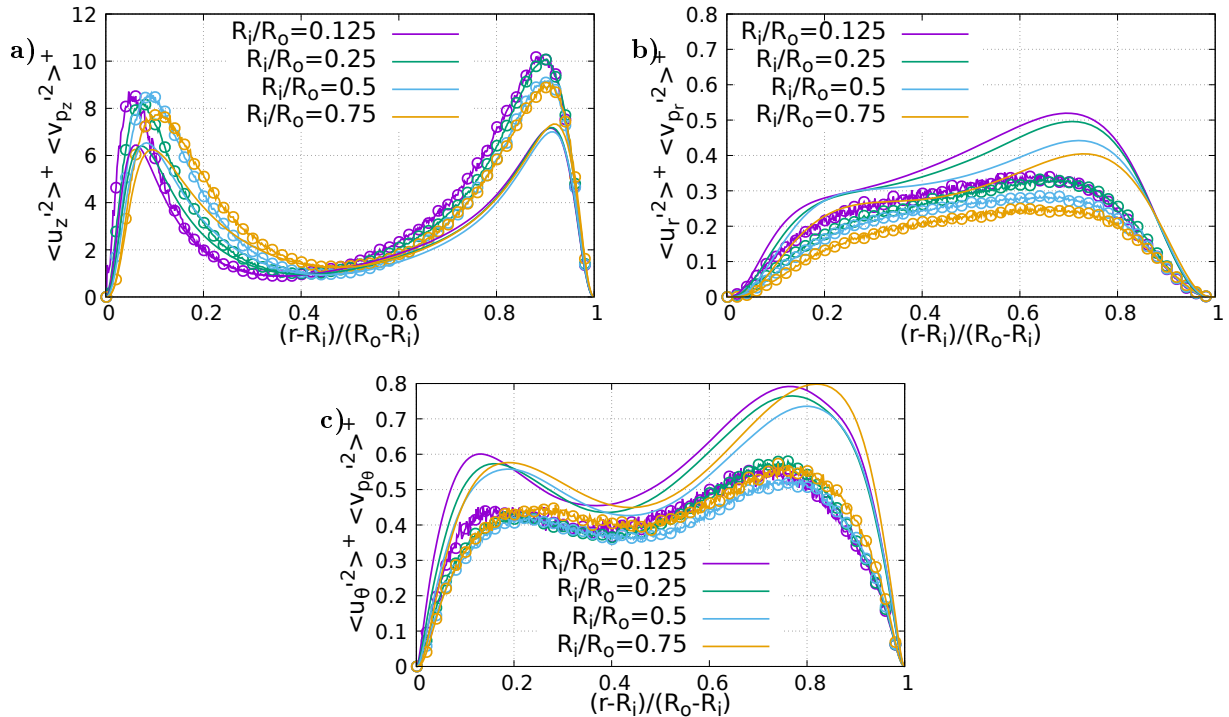 a)
<u_z'^2>^+ <v_{p_z}'^2>^+
12
10
8
6
4
2
0
R_i/R_o=0.125
R_i/R_o=0.25
R_i/R_o=0.5
R_i/R_o=0.75
0 0.2 0.4 0.6 0.8 1
(r-R_i)/(R_o-R_i)
b)
<u_r'^2>^+ <v_{p_r}'^2>^+
0.8
0.7
0.6
0.5
0.4
0.3
0.2
0.1
0
R_i/R_o=0.125
R_i/R_o=0.25
R_i/R_o=0.5
R_i/R_o=0.75
0 0.2 0.4 0.6 0.8 1
(r-R_i)/(R_o-R_i)
c)
<u_θ'^2>^+ <v_{p_θ}'^2>^+
0.8
0.7
0.6
0.5
0.4
0.3
0.2
0.1
0
R_i/R_o=0.125
R_i/R_o=0.25
R_i/R_o=0.5
R_i/R_o=0.75
0 0.2 0.4 0.6 0.8 1
(r-R_i)/(R_o-R_i)